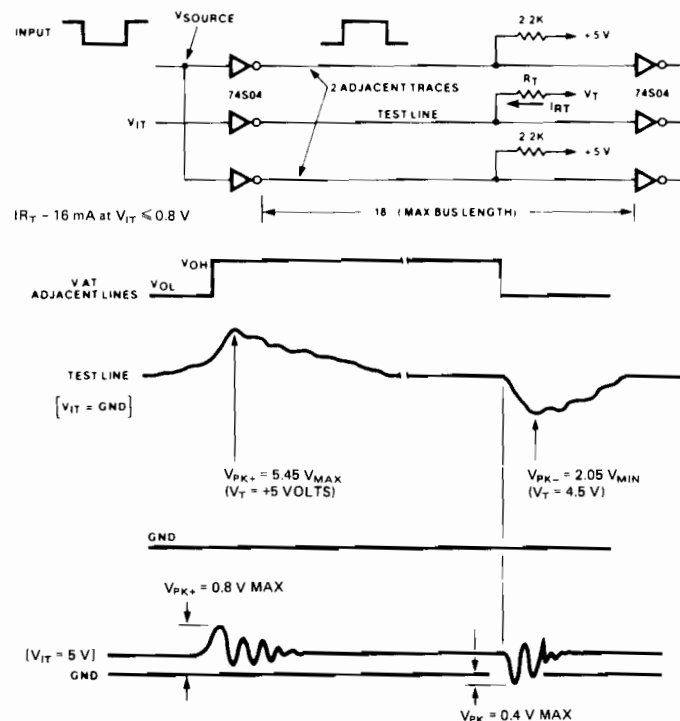 V SOURCE
INPUT
2.2K
+5 V
74S04
2 ADJACENT TRACES
RT
VT
74S04
VIT
TEST LINE
IRT
2.2K
+5 V
IRT - 16 mA at VIT ≤ 0.8 V
18 (MAX BUS LENGTH)
VOH
V AT
ADJACENT LINES
VOL
TEST LINE
[VIT = GND]
VPK+ = 5.45 VMAX
(VT = +5 VOLTS)
VPK- = 2.05 VMIN
(VT = 4.5 V)
GND
VPK+ = 0.8 V MAX
[VIT = 5 V]
GND
VPK = 0.4 V MAX